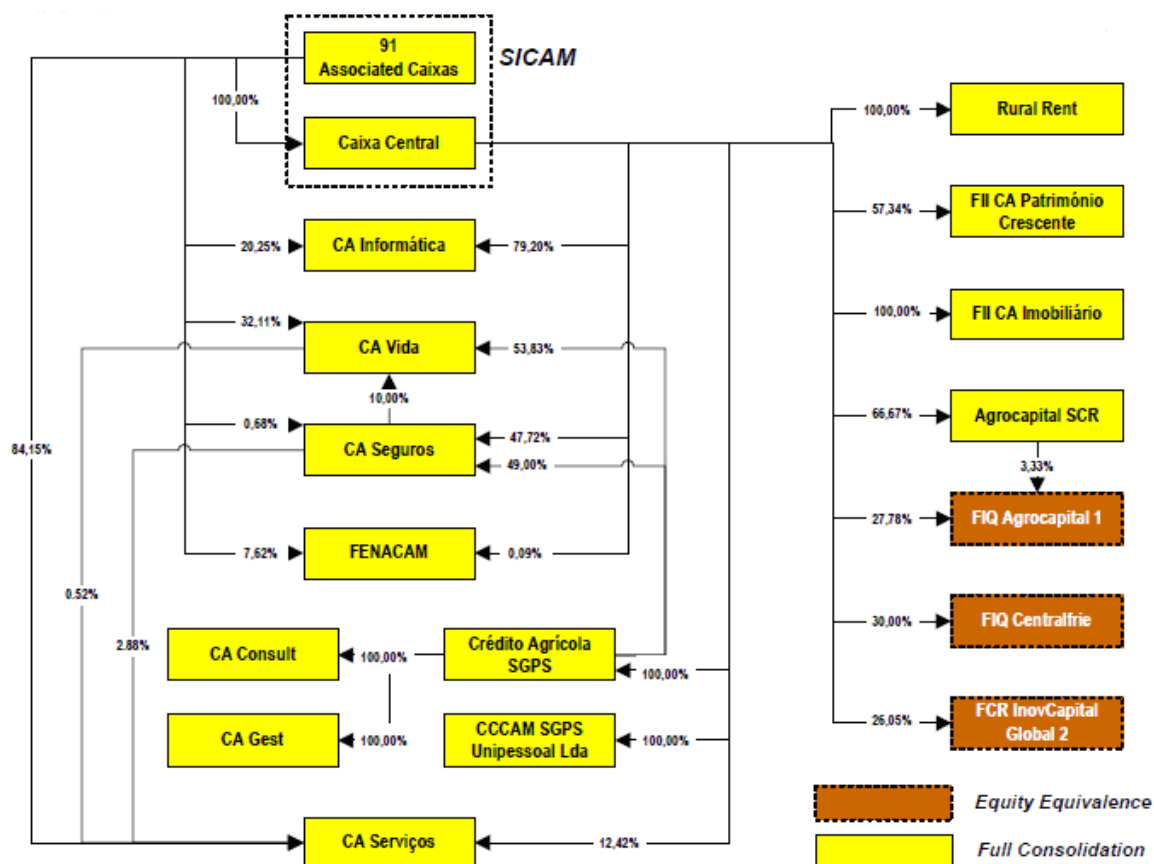 91
Associated Caixas
SICAM
100,00%
Caixa Central
100,00%
Rural Rent
57,34%
FII CA Património
Crescente
20,25%
CA Informática
79,20%
100,00%
FII CA Imobiliário
32,11%
CA Vida
53,83%
10,00%
66,67%
Agrocapital SCR
0,68%
CA Seguros
47,72%
49,00%
84,15%
3,33%
27,78%
FIQ Agrocapital 1
7,62%
FENACAM
0,09%
0.52%
2.88%
30,00%
FIQ Centralfrie
CA Consult
100,00%
Crédito Agrícola
SGPS
100,00%
CA Gest
100,00%
CCCAM SGPS
Unipessoal Lda
100,00%
26,05%
FCR InovCapital
Global 2
Equity Equivalence
CA Serviços
12,42%
Full Consolidation